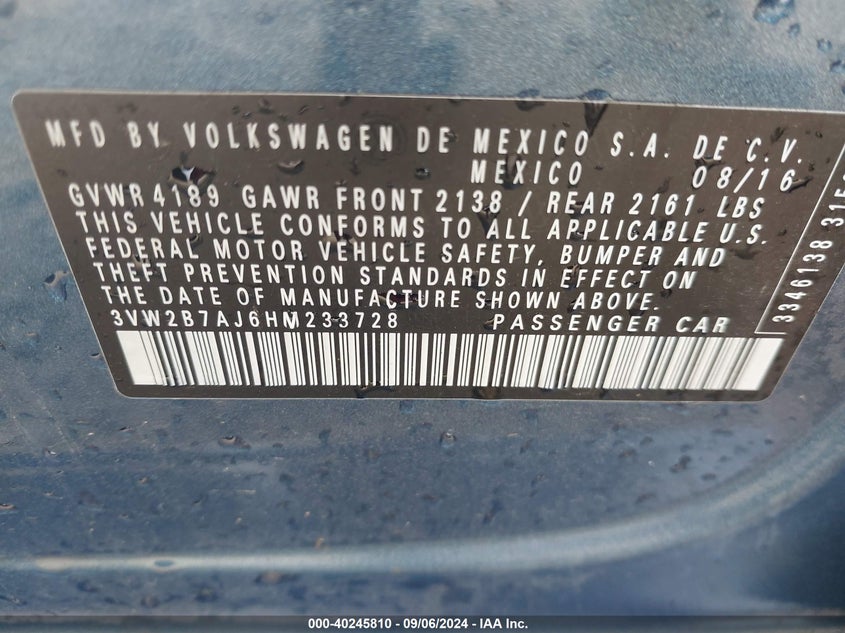 MFD BY VOLKSWAGEN DE MEXICO S.A. DE C.V.
MEXICO 08/16
GVWR 4189 GAWR FRONT 2138 / REAR 2161 LBS
THIS VEHICLE CONFORMS TO ALL APPLICABLE U.S.
FEDERAL MOTOR VEHICLE SAFETY, BUMPER AND
THEFT PREVENTION STANDARDS IN EFFECT ON
THE DATE OF MANUFACTURE SHOWN ABOVE.
3VW2B7AJ6HM233728 PASSENGER CAR
3346138
000-40245810 - 09/06/2024 - IAA Inc.